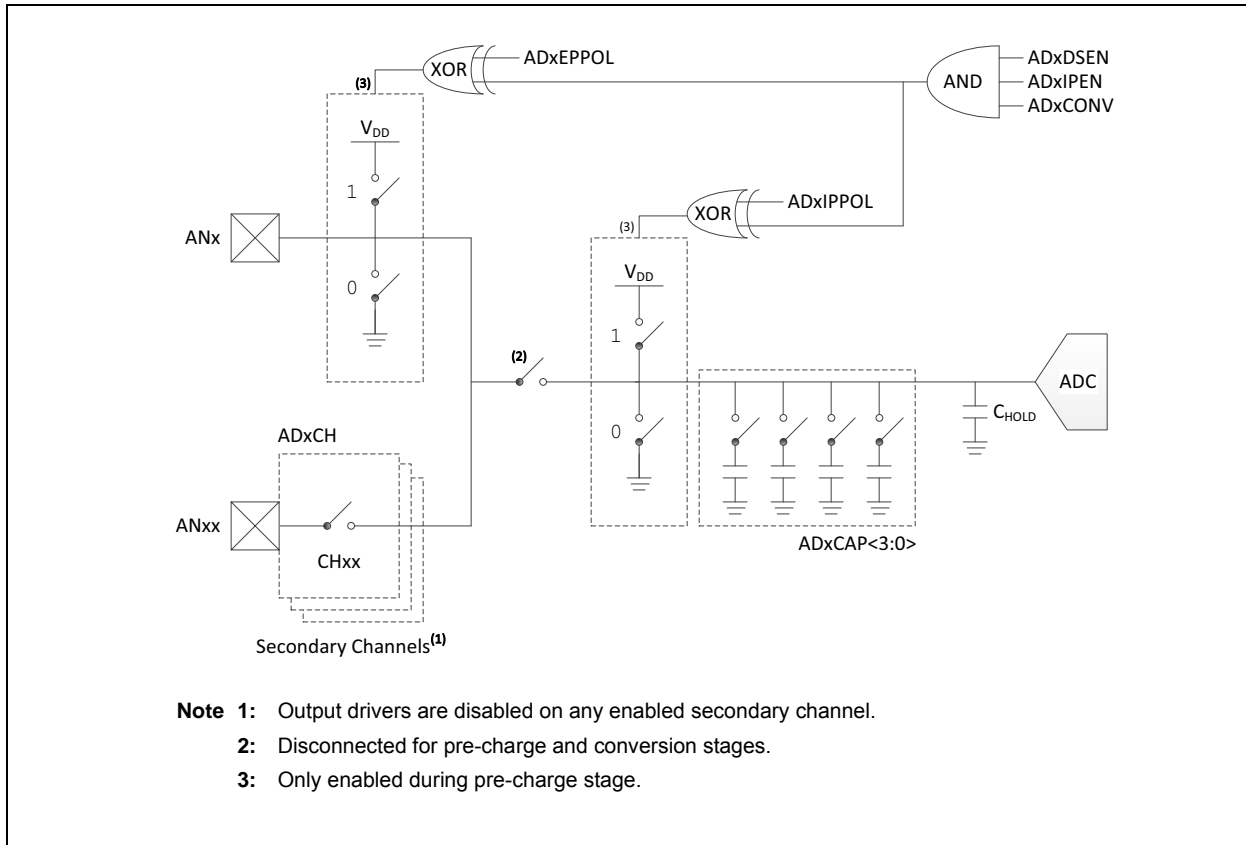 XOR
ADxEPPOL
AND
ADxDSEN
ADxIPEN
ADxCONV
(3)
VDD
1
0
ANx
XOR
ADxIPPOL
(3)
VDD
1
0
(2)
ADC
CHOLD
ADxCAP<3:0>
ADxCH
ANxx
CHxx
Secondary Channels(1)
Note 1: Output drivers are disabled on any enabled secondary channel.
2: Disconnected for pre-charge and conversion stages.
3: Only enabled during pre-charge stage.